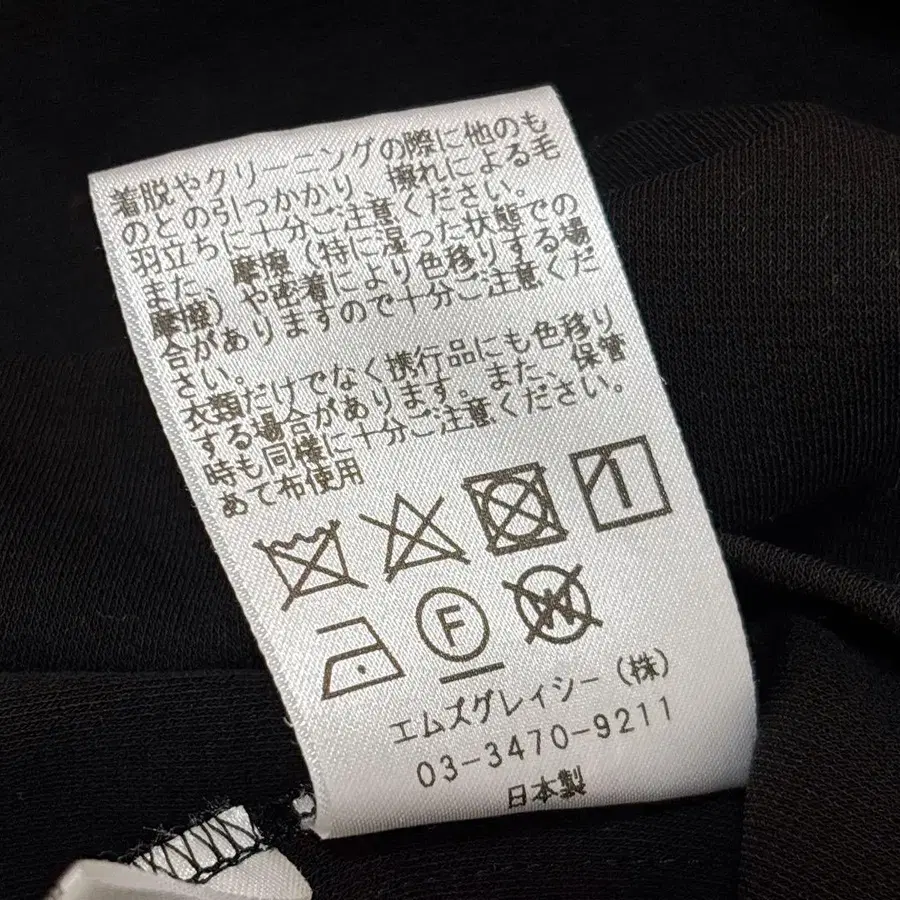 着脱やクリーニングの際に他のも
のとの引っかかり、擦れによる毛
羽立ちに十分ご注意ください。
また、摩擦（特に湿った状態での
摩擦）や密着により色移りする場
合がありますので十分ご注意くだ
さい。
衣類だけでなく携行品にも色移り
する場合があります。また、保管
時も同様に十分ご注意ください。
あて布使用
F
W
エムズグレイシー（株）
03-3470-9211
日本製